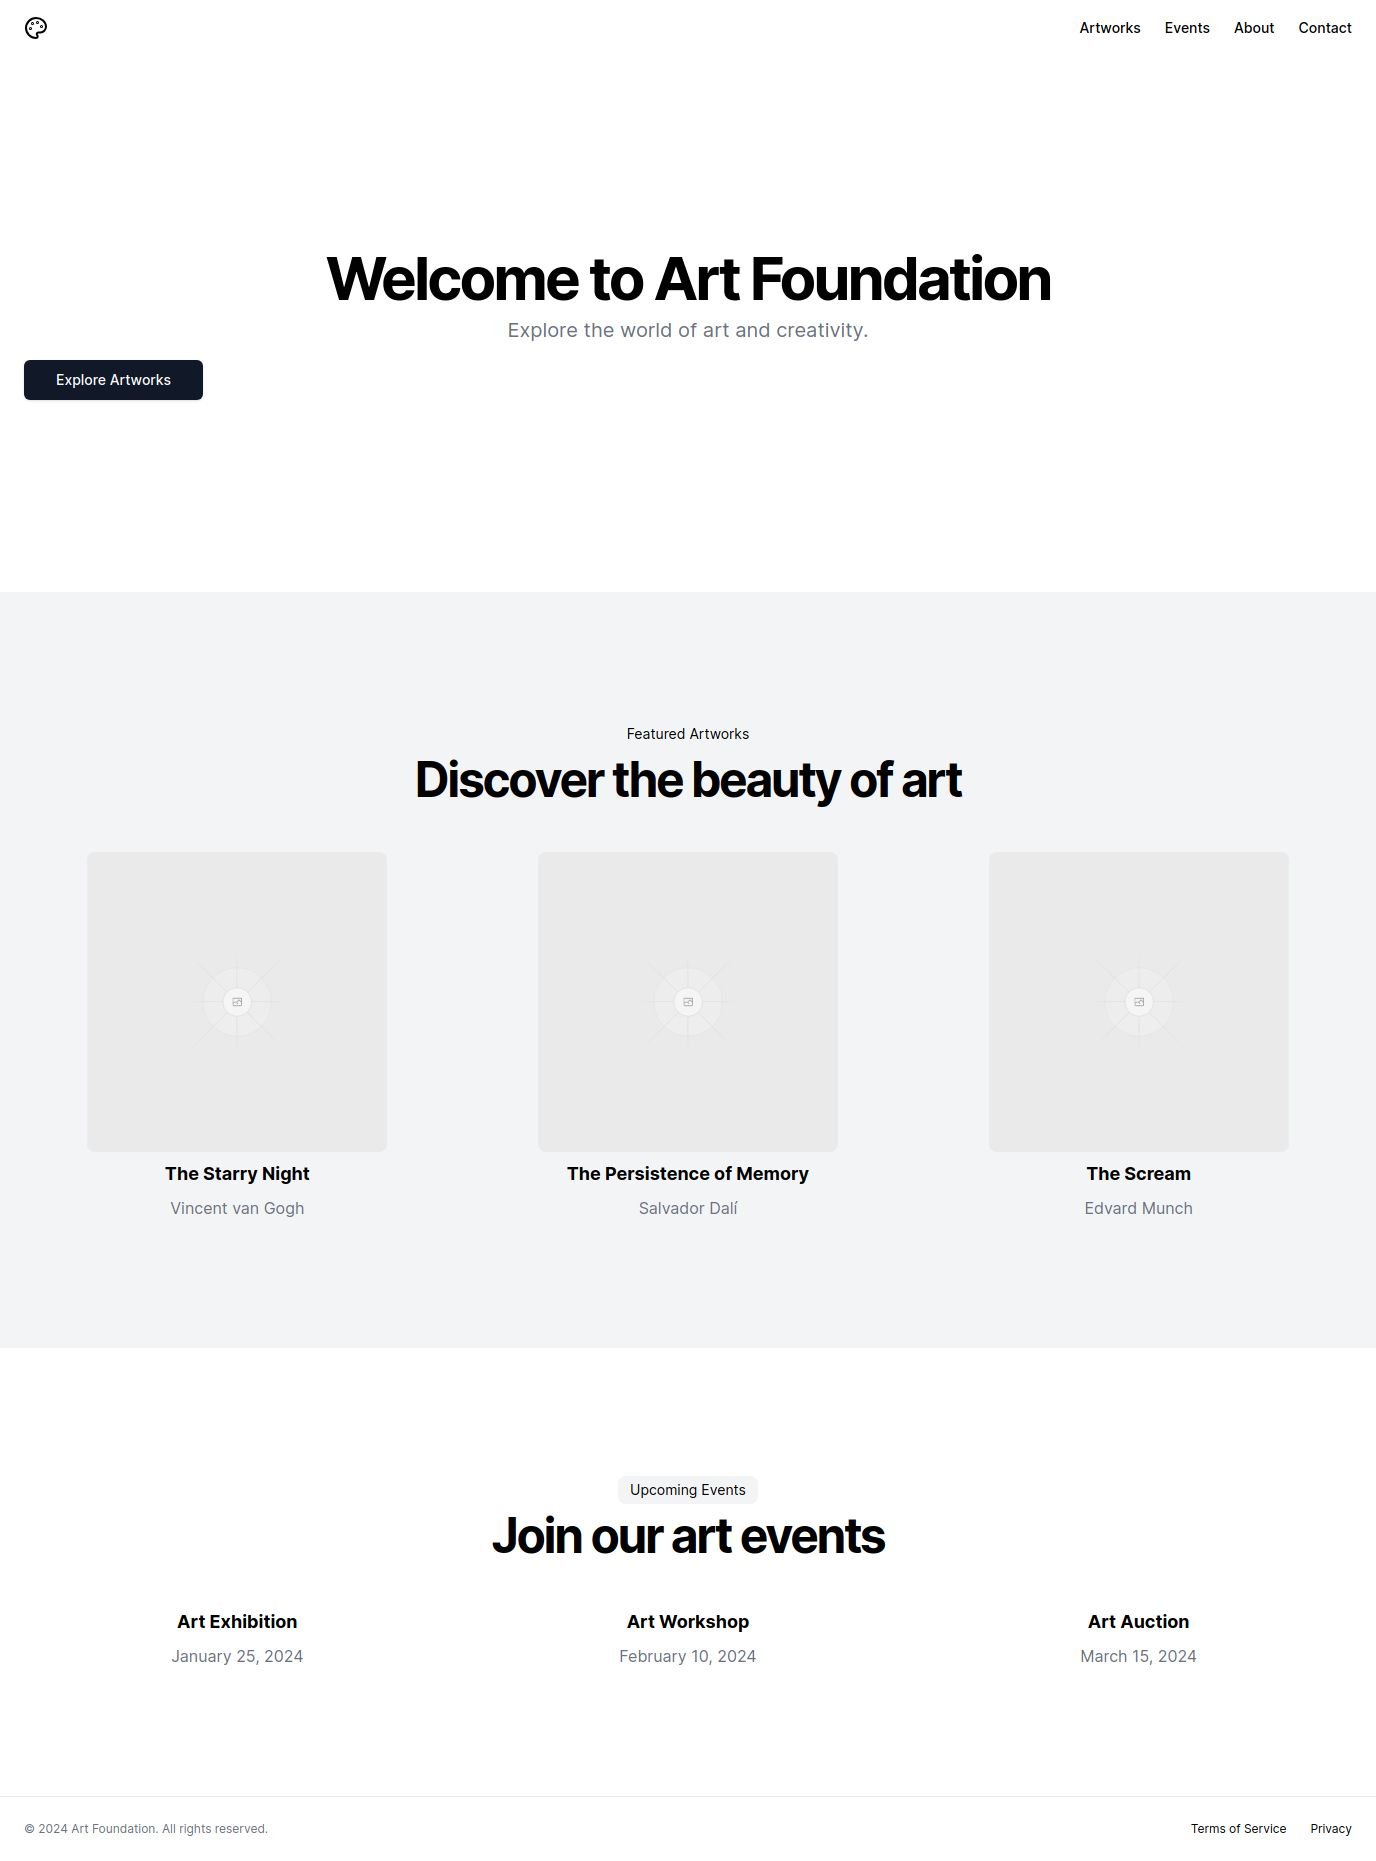 Artworks Events About Contact
Welcome to Art Foundation
Explore the world of art and creativity.
Explore Artworks
Featured Artworks
Discover the beauty of art
The Starry Night
Vincent van Gogh
The Persistence of Memory
Salvador Dalí
The Scream
Edvard Munch
Upcoming Events
Join our art events
Art Exhibition
January 25, 2024
Art Workshop
February 10, 2024
Art Auction
March 15, 2024
© 2024 Art Foundation. All rights reserved.
Terms of Service Privacy